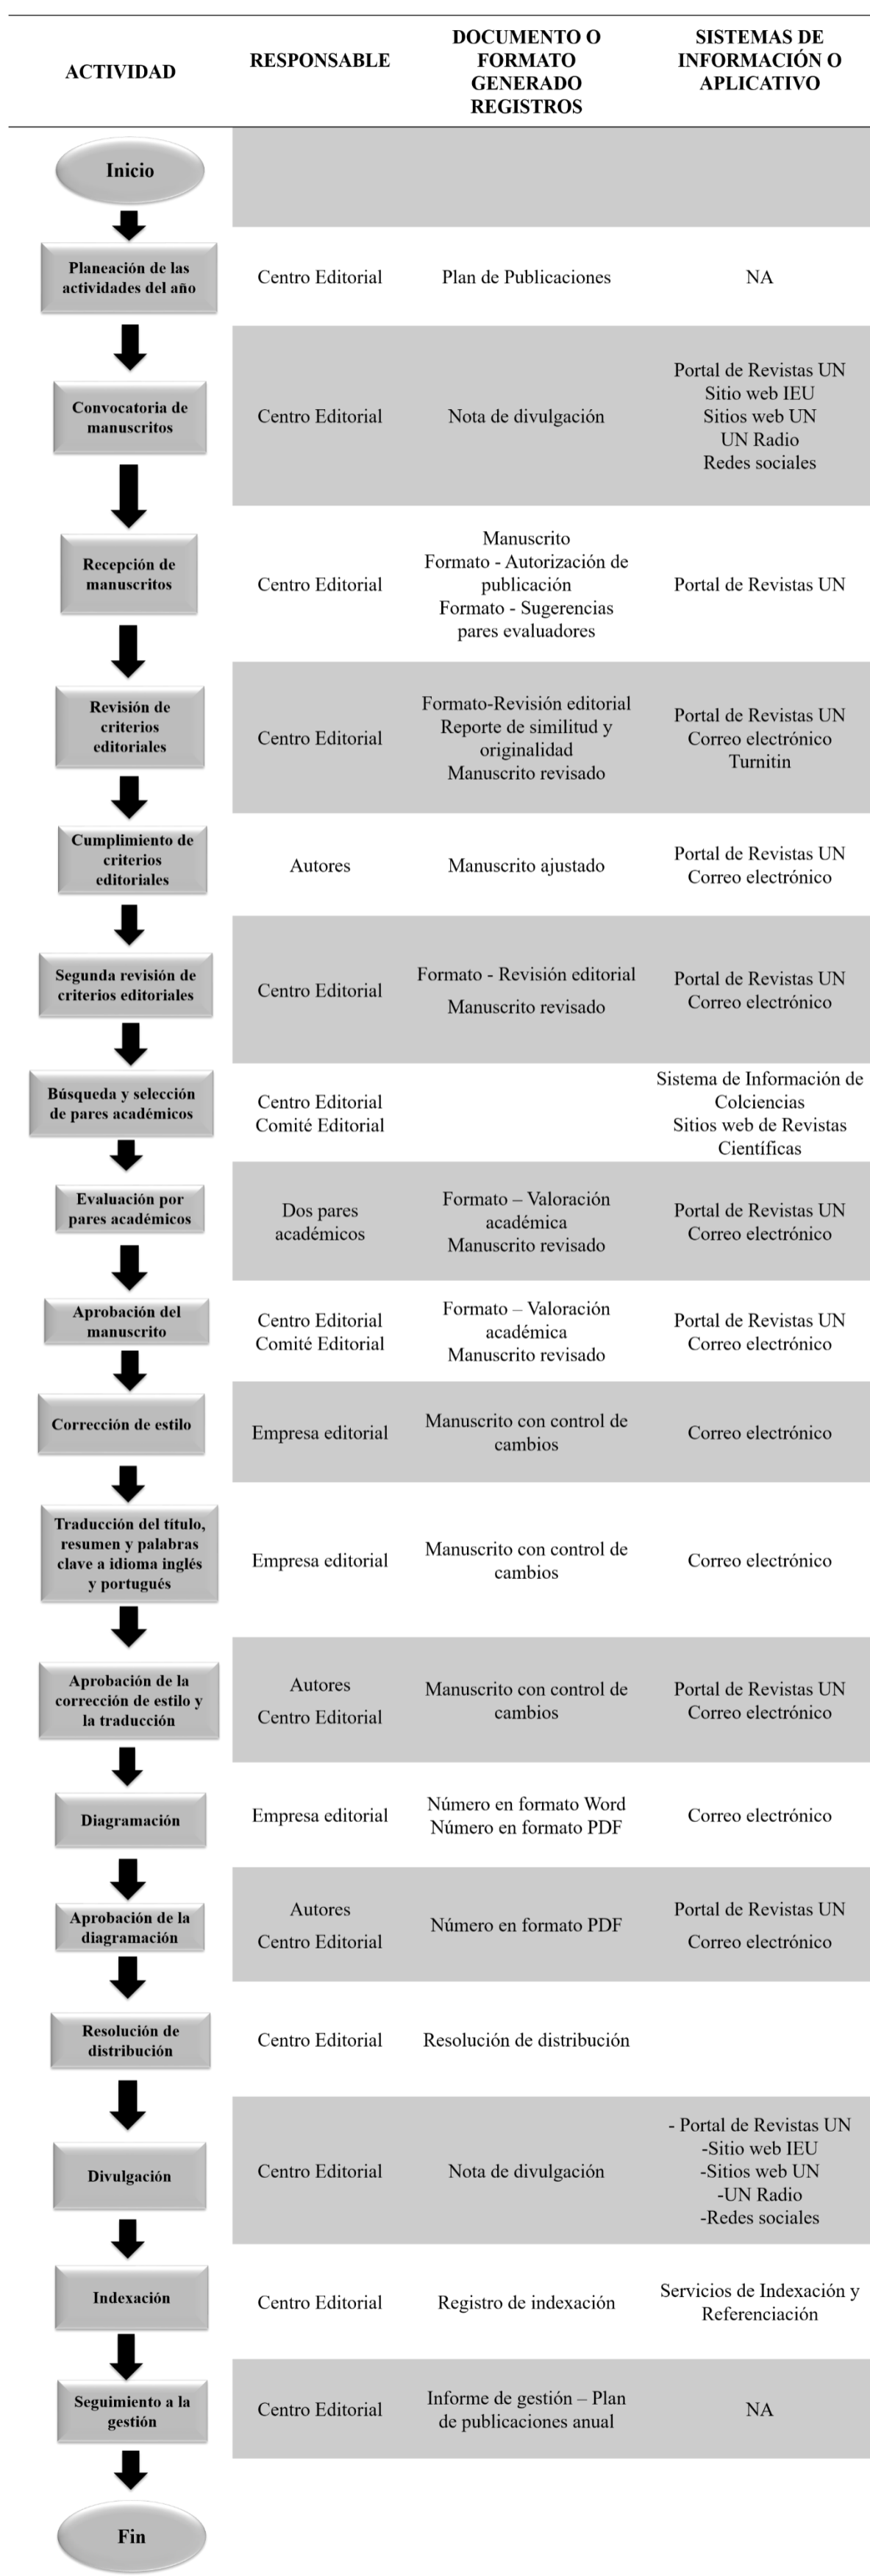 ACTIVIDAD
RESPONSABLE
DOCUMENTO O
FORMATO
GENERADO
REGISTROS
SISTEMAS DE
INFORMACIÓN O
APLICATIVO
Inicio
Planeación de las
actividades del año
Centro Editorial
Plan de Publicaciones
NA
Convocatoria de
manuscritos
Centro Editorial
Nota de divulgación
Portal de Revistas UN
Sitio web IEU
Sitios web UN
UN Radio
Redes sociales
Recepción de
manuscritos
Centro Editorial
Manuscrito
Formato - Autorización de
publicación
Formato - Sugerencias
pares evaluadores
Portal de Revistas UN
Revisión de
criterios
editoriales
Centro Editorial
Formato-Revisión editorial
Reporte de similitud y
originalidad
Manuscrito revisado
Portal de Revistas UN
Correo electrónico
Turnitin
Cumplimiento de
criterios
editoriales
Autores
Manuscrito ajustado
Portal de Revistas UN
Correo electrónico
Segunda revisión de
criterios editoriales
Centro Editorial
Formato - Revisión editorial
Manuscrito revisado
Portal de Revistas UN
Correo electrónico
Búsqueda y selección
de pares académicos
Centro Editorial
Comité Editorial
Sistema de Información de
Colciencias
Sitios web de Revistas
Científicas
Evaluación por
pares académicos
Dos pares
académicos
Formato – Valoración
académica
Manuscrito revisado
Portal de Revistas UN
Correo electrónico
Aprobación del
manuscrito
Centro Editorial
Comité Editorial
Formato – Valoración
académica
Manuscrito revisado
Portal de Revistas UN
Correo electrónico
Corrección de estilo
Empresa editorial
Manuscrito con control de
cambios
Correo electrónico
Traducción del título,
resumen y palabras
clave a idioma inglés
y portugués
Empresa editorial
Manuscrito con control de
cambios
Correo electrónico
Aprobación de la
corrección de estilo y
la traducción
Autores
Centro Editorial
Manuscrito con control de
cambios
Portal de Revistas UN
Correo electrónico
Diagramación
Empresa editorial
Número en formato Word
Número en formato PDF
Correo electrónico
Aprobación de la
diagramación
Autores
Centro Editorial
Número en formato PDF
Portal de Revistas UN
Correo electrónico
Resolución de
distribución
Centro Editorial
Resolución de distribución
Divulgación
Centro Editorial
Nota de divulgación
- Portal de Revistas UN
-Sitio web IEU
-Sitios web UN
-UN Radio
-Redes sociales
Indexación
Centro Editorial
Registro de indexación
Servicios de Indexación y
Referenciación
Seguimiento a la
gestión
Centro Editorial
Informe de gestión – Plan
de publicaciones anual
NA
Fin